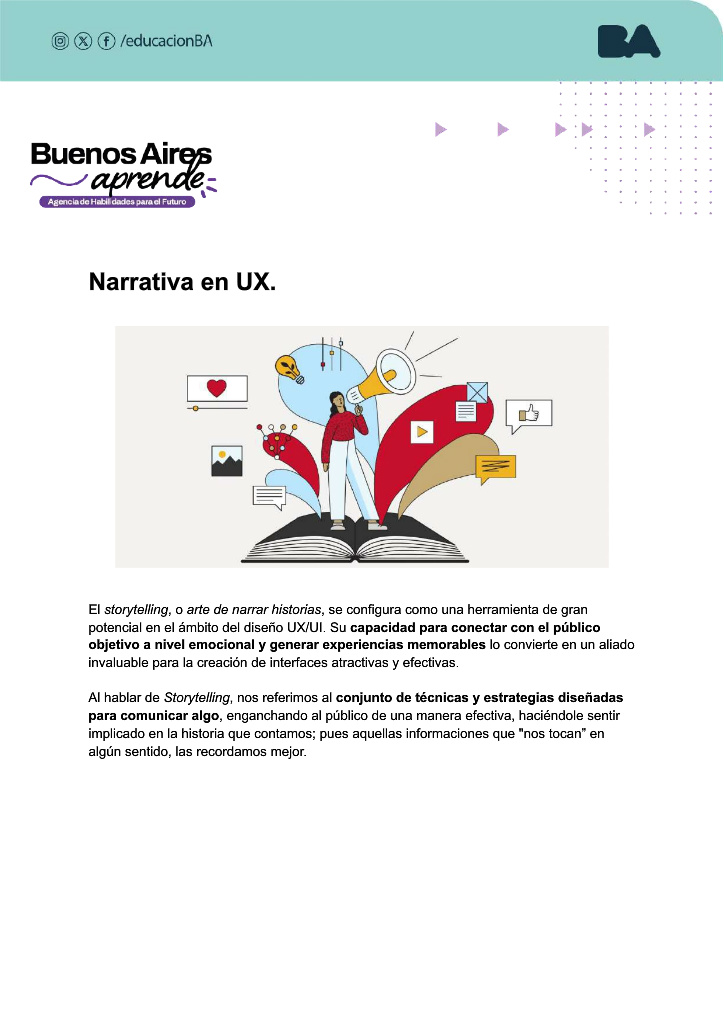 /educacionBA
BA
Buenos Aires
aprende
Agencia de Habilidades para el Futuro
Narrativa en UX.
El storytelling, o arte de narrar historias, se configura como una herramienta de gran
potencial en el ámbito del diseño UX/UI. Su capacidad para conectar con el público
objetivo a nivel emocional y generar experiencias memorables lo convierte en un aliado
invaluable para la creación de interfaces atractivas y efectivas.
Al hablar de Storytelling, nos referimos al conjunto de técnicas y estrategias diseñadas
para comunicar algo, enganchando al público de una manera efectiva, haciéndole sentir
implicado en la historia que contamos; pues aquellas informaciones que "nos tocan” en
algún sentido, las recordamos mejor.